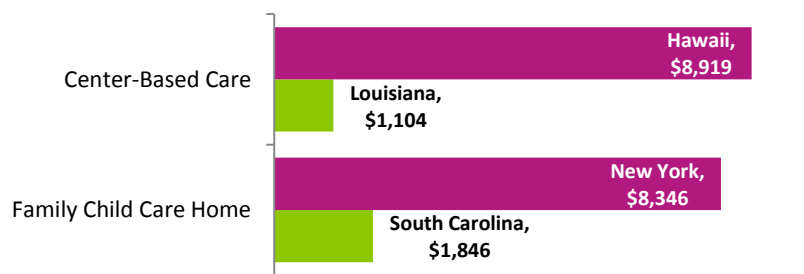 Hawaii,
$8,919
Center-Based Care
Louisiana,
$1,104
New York,
$8,346
Family Child Care Home
South Carolina,
$1,846